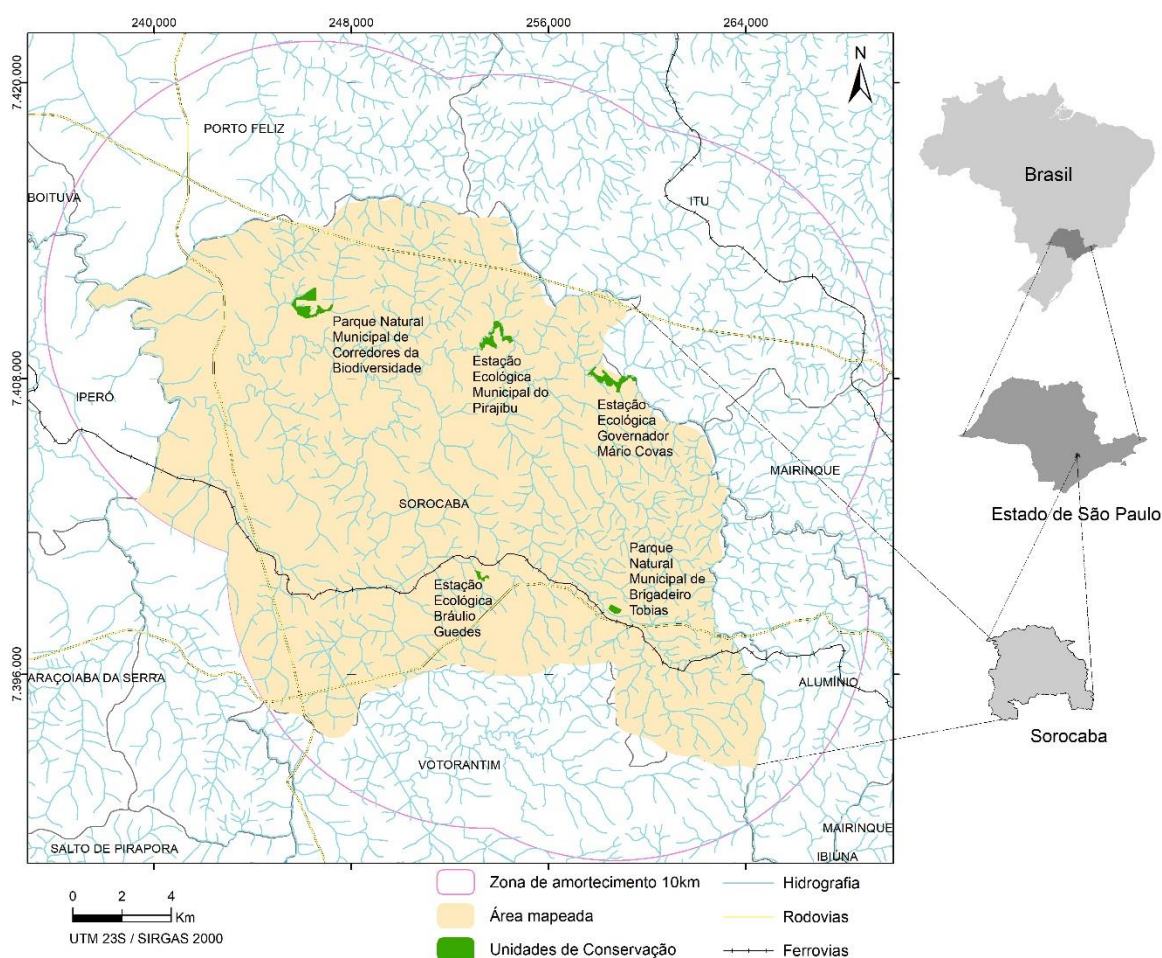 240,000
248,000
256,000
264,000
7.420.000
7.408.000
7.396.000
N
PORTO FELIZ
BOITUVA
ITU
Parque Natural
Municipal de
Corredores da
Biodiversidade
Estação
Ecológica
Municipal do
Pirajibu
Estação
Ecológica
Governador
Mário Covas
IPERÓ
MAIRINQUE
SOROCABA
Parque
Natural
Municipal de
Brigadeiro
Tobias
Estação
Ecológica
Bráulio
Guedes
ARAÇOIABA DA SERRA
ALUMÍNIO
VOTORANTIM
MAIRINQUE
SALTO DE PIRAPORA
IBIÚNA
Brasil
Estado de São Paulo
Sorocaba
0 2 4
Km
UTM 23S / SIRGAS 2000
Zona de amortecimento 10km
Área mapeada
Unidades de Conservação
Hidrografia
Rodovias
Ferrovias